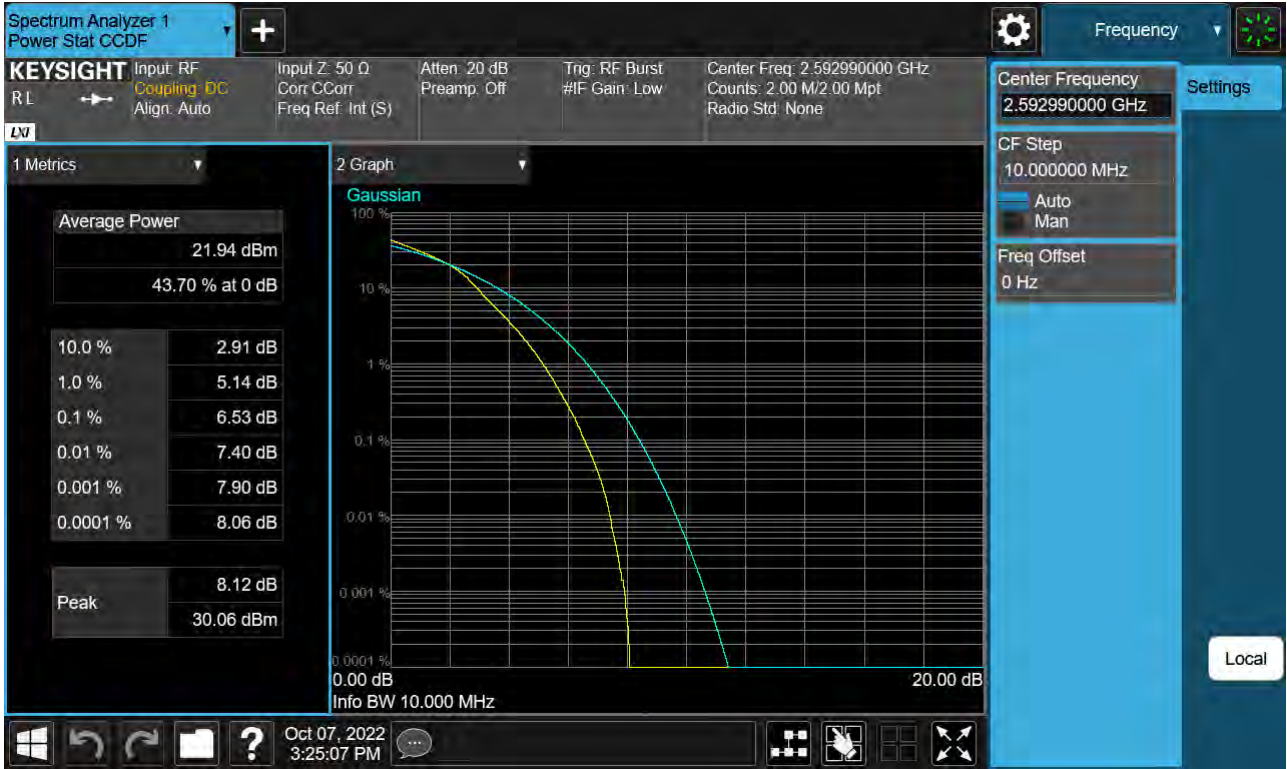 Spectrum Analyzer 1
Power Stat CCDF
Frequency
KEYSIGHT
R L
LXI
Input: RF
Coupling: DC
Align: Auto
Input Z: 50 Ω
Corr CCorr
Freq Ref: Int (S)
Atten: 20 dB
Preamp: Off
Trig: RF Burst
#IF Gain: Low
Center Freq: 2.592990000 GHz
Counts: 2.00 M/2.00 Mpt
Radio Std: None
Center Frequency
2.592990000 GHz
Settings
CF Step
10.000000 MHz
Auto
Man
Freq Offset
0 Hz
1 Metrics
Average Power
21.94 dBm
43.70 % at 0 dB
10.0 % 2.91 dB
1.0 % 5.14 dB
0.1 % 6.53 dB
0.01 % 7.40 dB
0.001 % 7.90 dB
0.0001 % 8.06 dB
Peak
8.12 dB
30.06 dBm
2 Graph
Gaussian
100 %
10 %
1 %
0.1 %
0.01 %
0.001 %
0.0001 %
0.00 dB 20.00 dB
Info BW 10.000 MHz
Local
?
Oct 07, 2022
3:25:07 PM